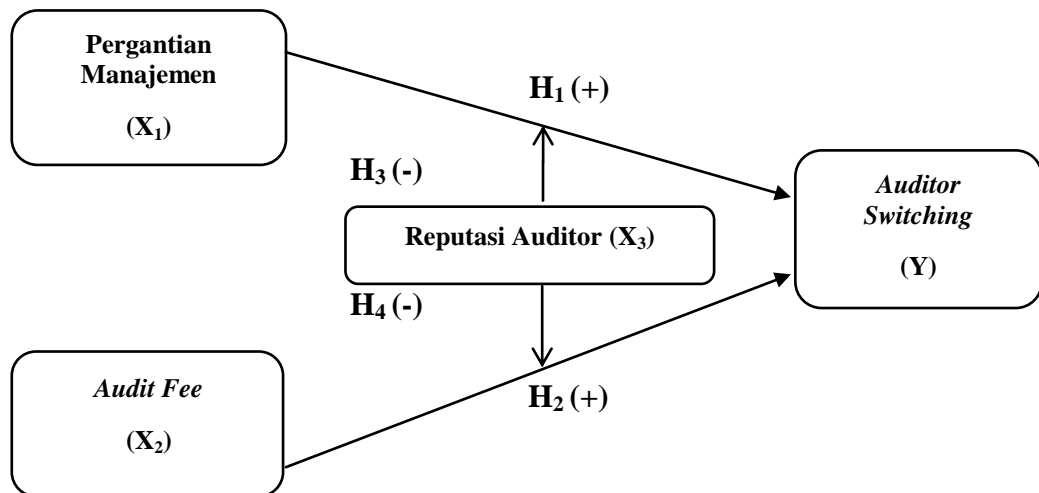 Pergantian
Manajemen
(X₁)
H₁ (+)
H₃ (-)
Auditor
Switching
(Y)
Reputasi Auditor (X₃)
H₄ (-)
Audit Fee
(X₂)
H₂ (+)